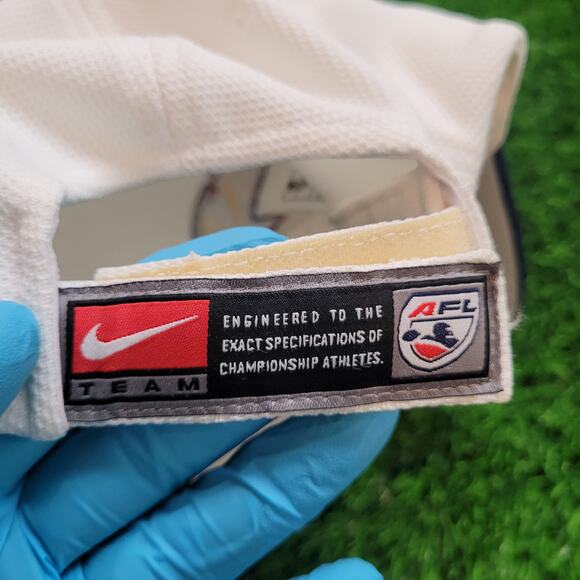 TEAM
ENGINEERED TO THE
EXACT SPECIFICATIONS OF
CHAMPIONSHIP ATHLETES.
AFL